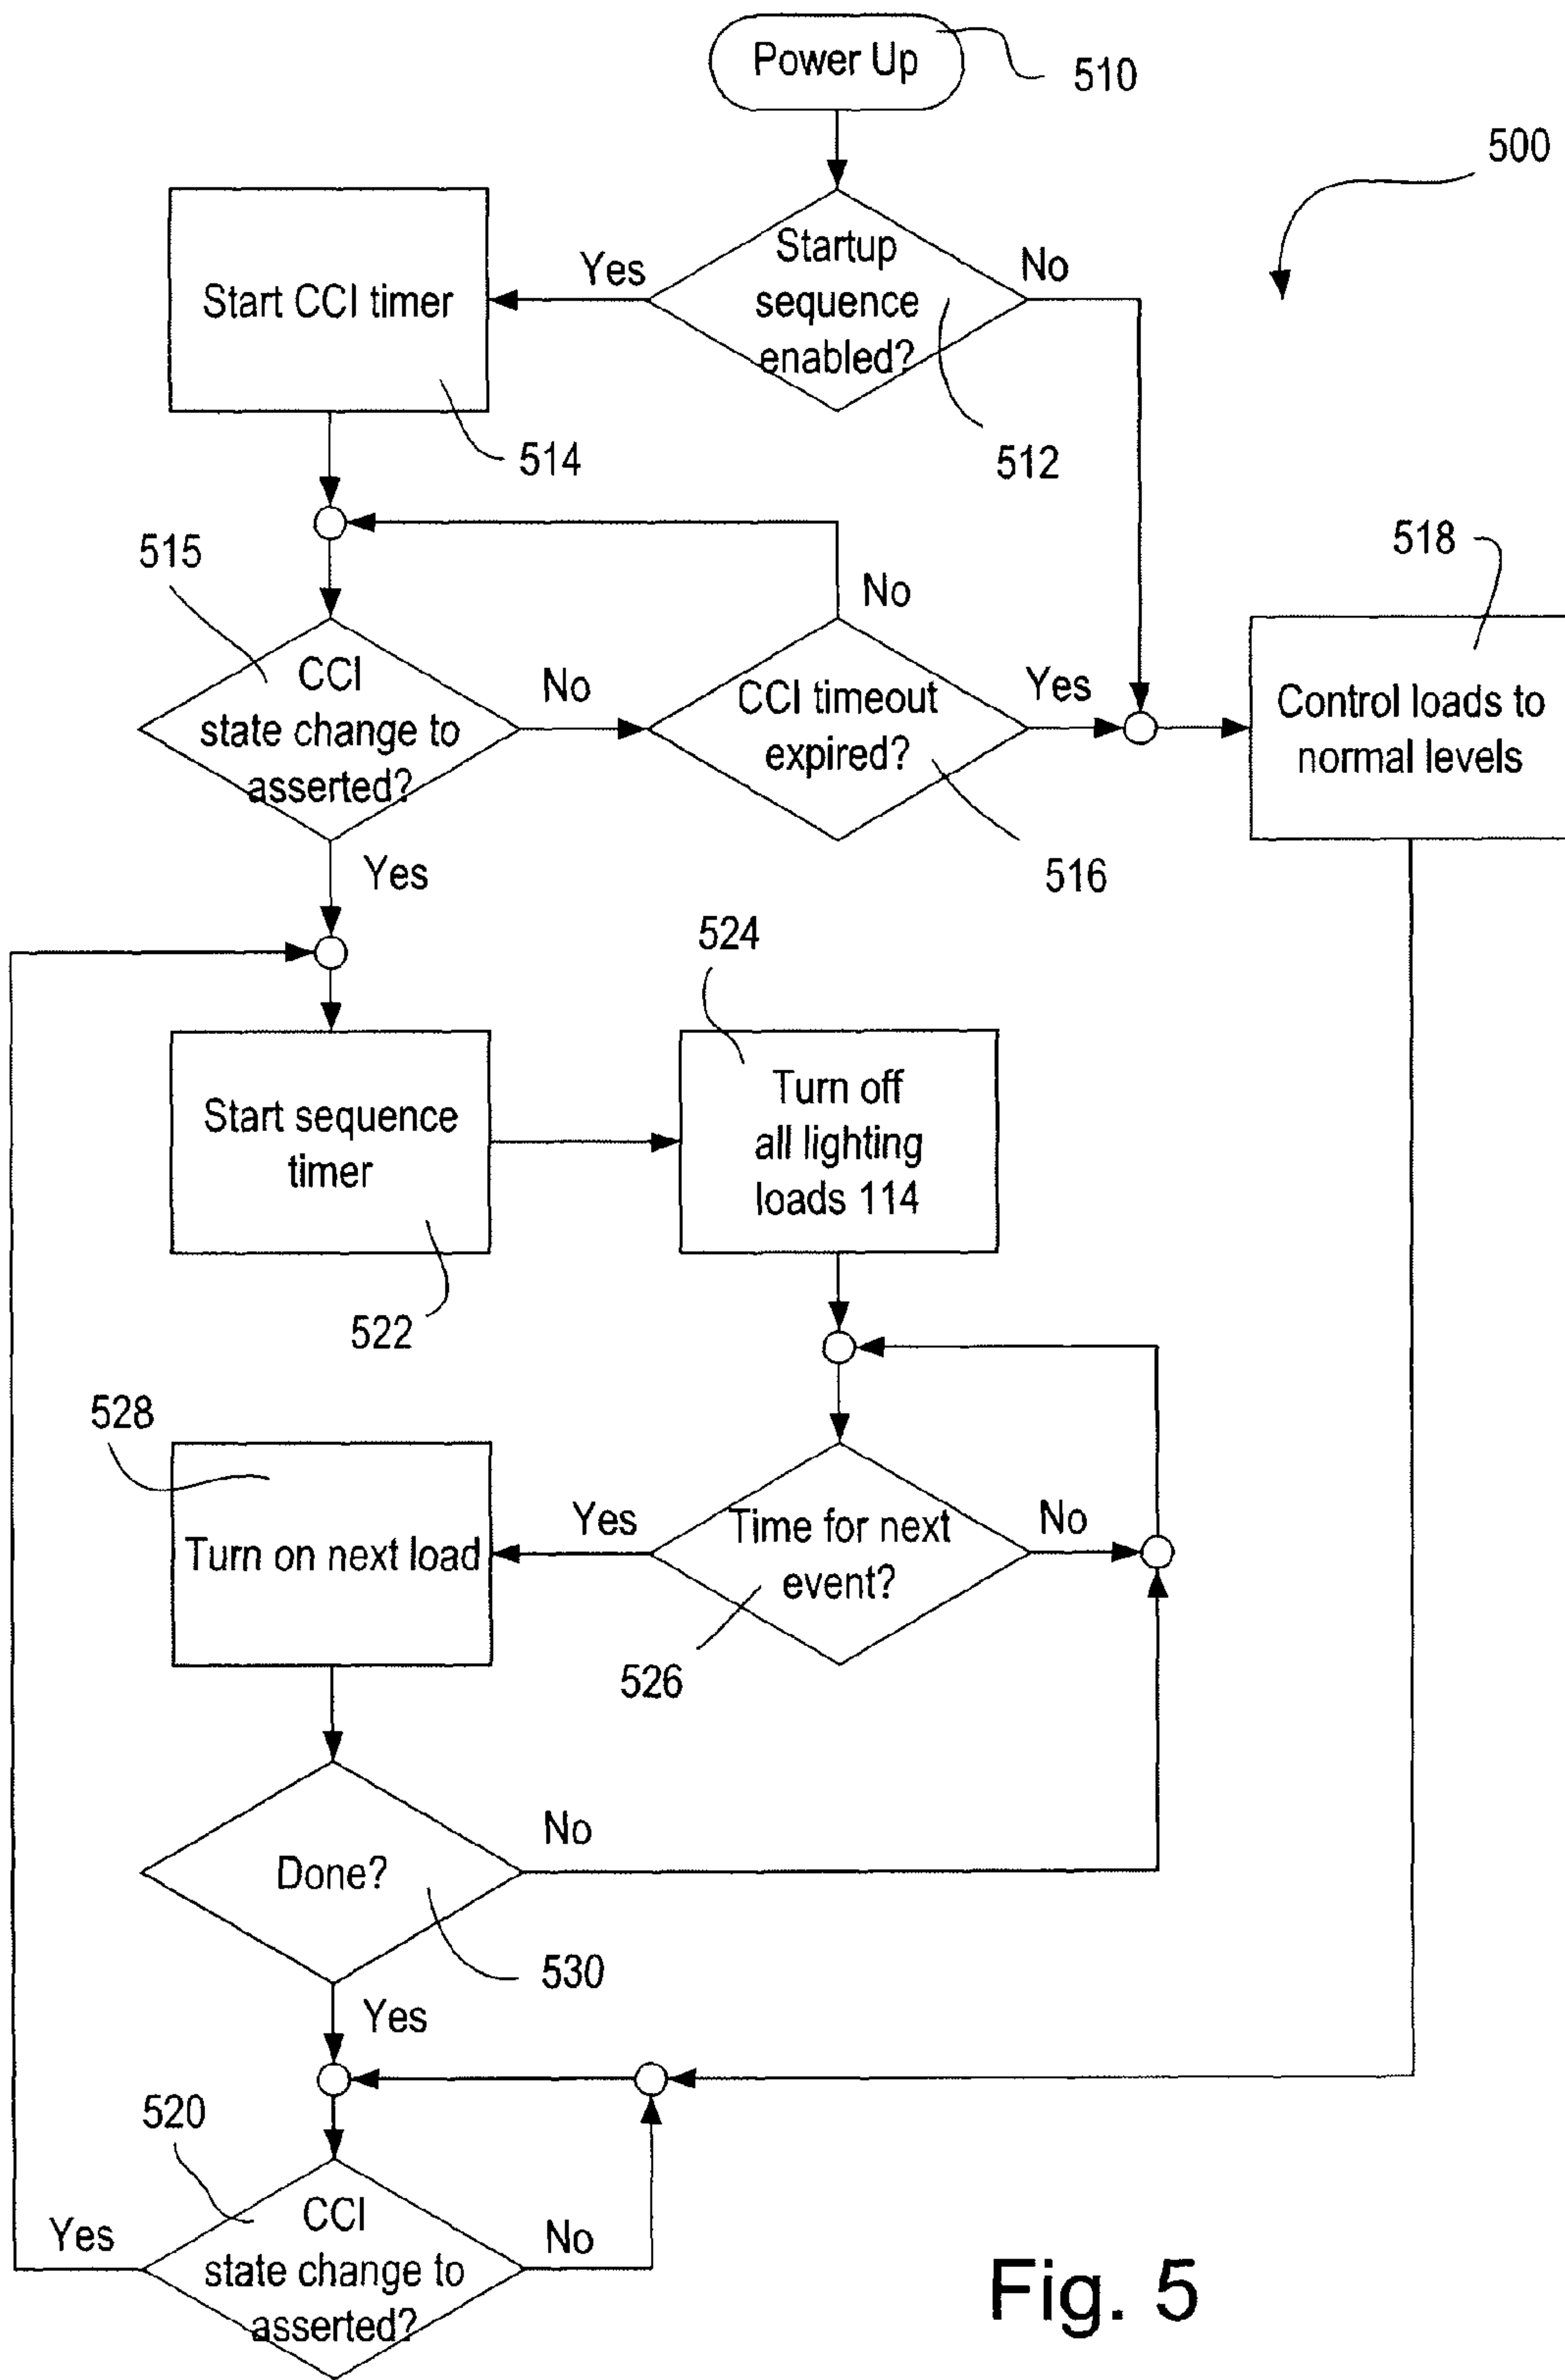 Power Up
510
500
Startup
sequence
enabled?
Yes
No
Start CCI timer
512
514
515
518
No
CCI
state change to
asserted?
No
CCI timeout
expired?
Yes
Control loads to
normal levels
516
Yes
524
Start sequence
timer
Turn off
all lighting
loads 114
522
528
Turn on next load
Yes
Time for next
event?
No
526
No
Done?
530
Yes
520
CCI
state change to
asserted?
Yes
No
Fig. 5